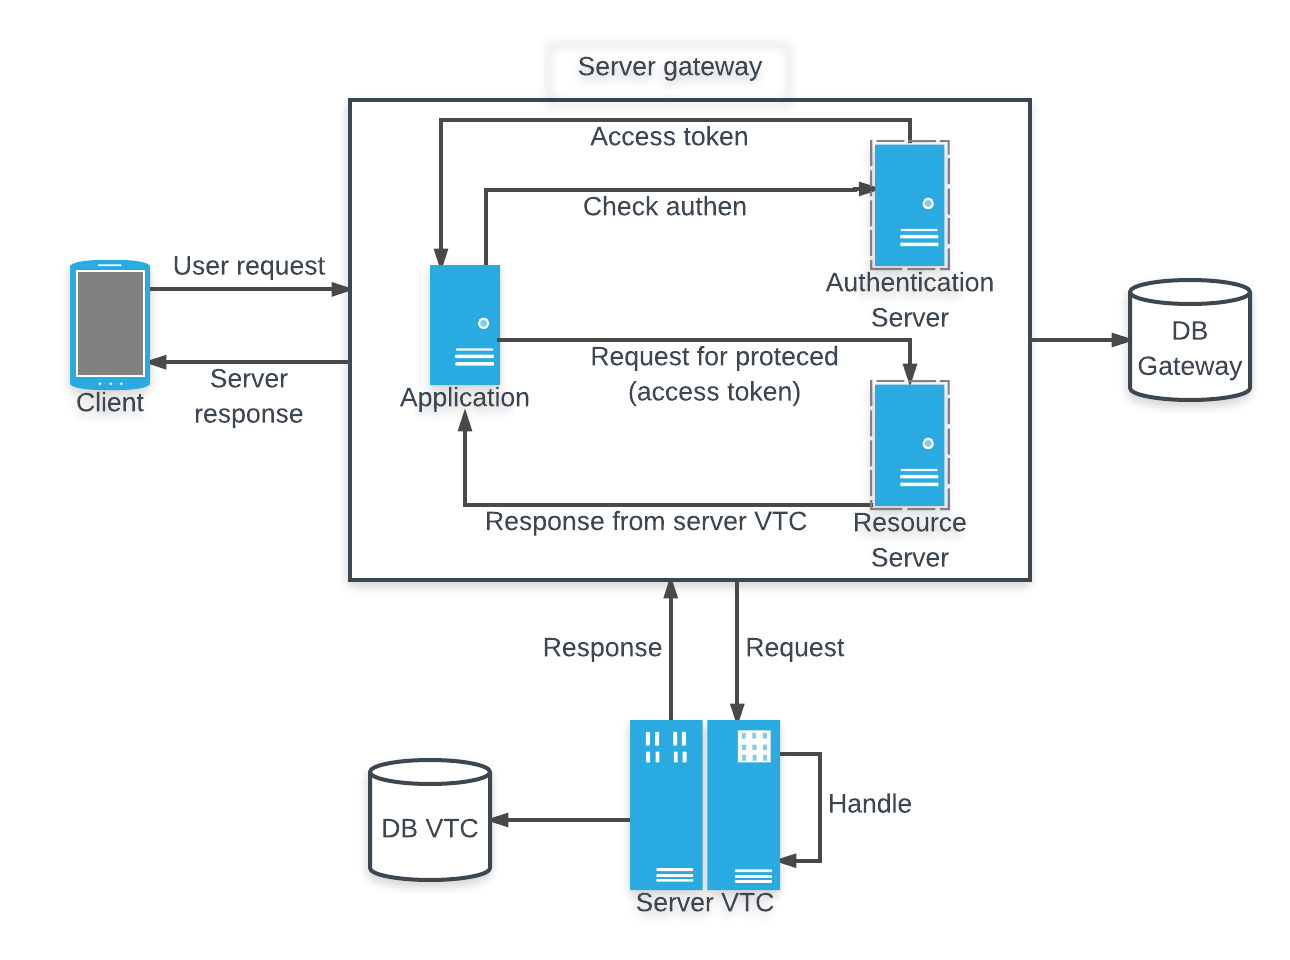 Server gateway
Access token
Check authen
User request
Authentication
Server
DB
Gateway
Request for proteced
(access token)
Server
response
Client
Application
Response from server VTC
Resource
Server
Response
Request
Handle
DB VTC
Server VTC